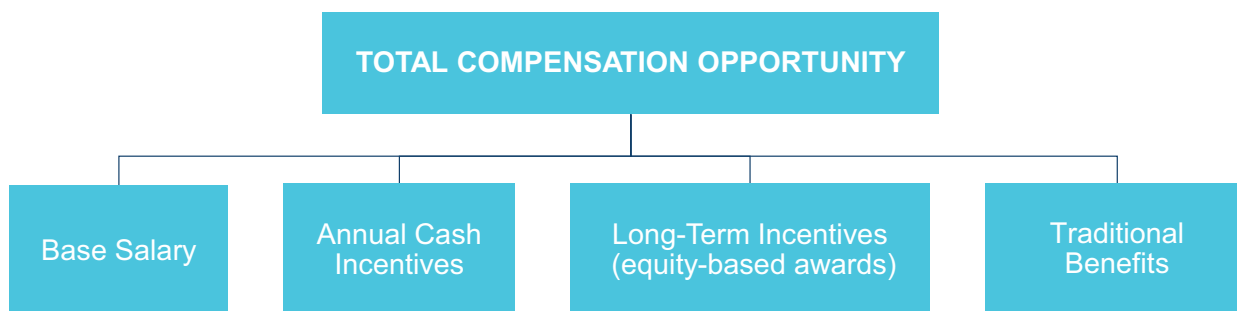 TOTAL COMPENSATION OPPORTUNITY
Base Salary
Annual Cash
Incentives
Long-Term Incentives
(equity-based awards)
Traditional
Benefits